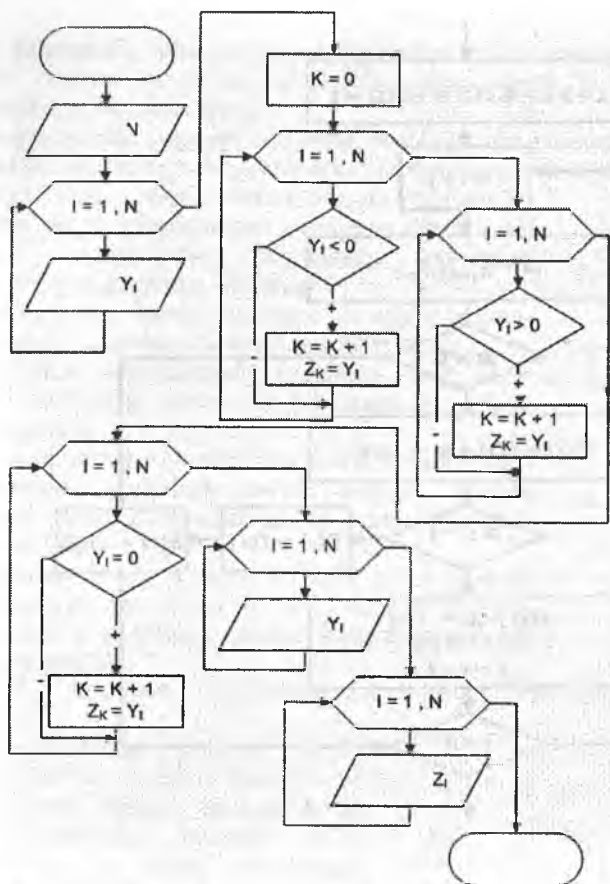 N
I = 1 , N
Y_I
K = 0
I = 1 , N
Y_I < 0
+
K = K + 1
Z_K = Y_I
-
I = 1, N
Y_I > 0
+
K = K + 1
Z_K = Y_I
-
I = 1, N
Y_I = 0
+
K = K + 1
Z_K = Y_I
-
I = 1 , N
Y_I
I = 1 , N
Z_I